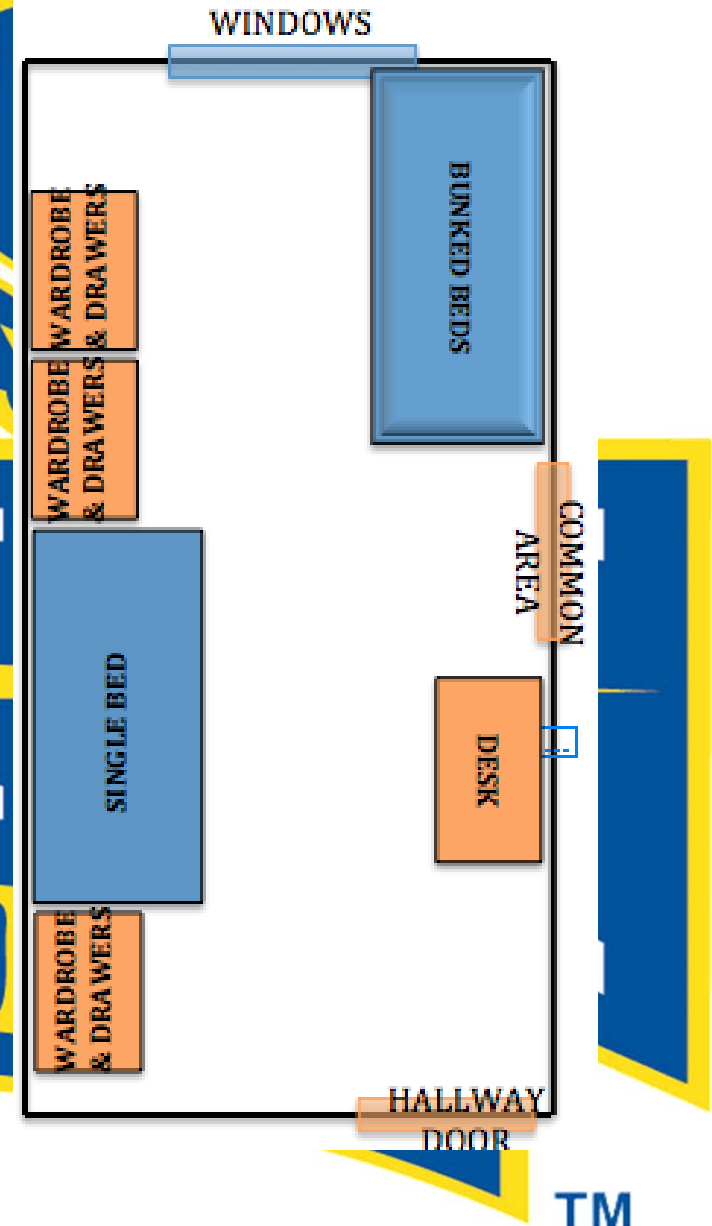 WINDOWS
BUNKED BEDS
WARDROBE
& DRAWERS
WARDROBE
& DRAWERS
COMMON
AREA
SINGLE BED
DESK
WARDROBE
& DRAWERS
HALLWAY
DOOR
TM